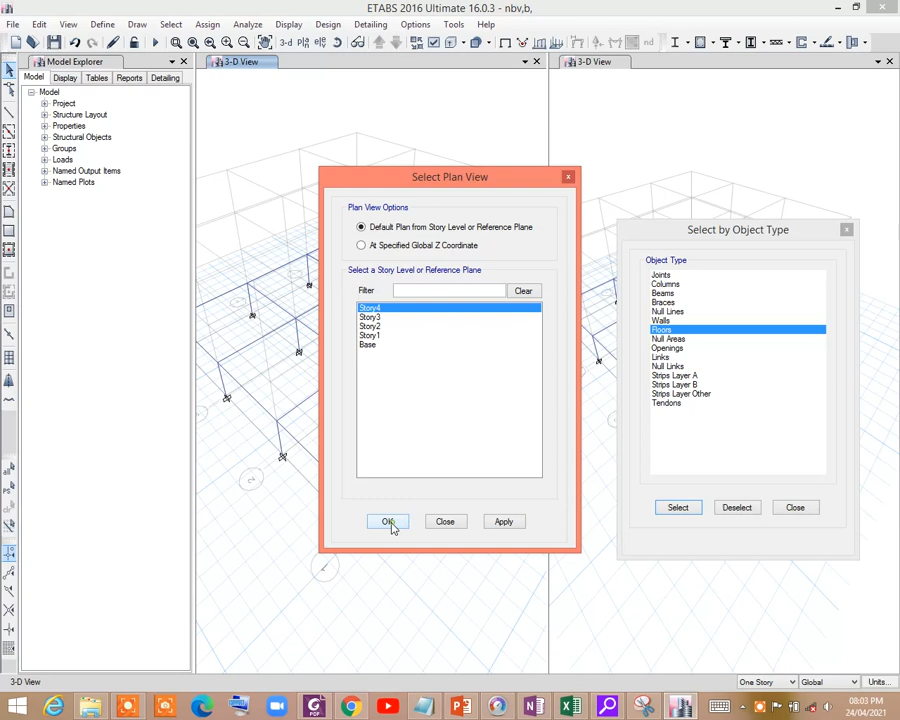 ETABS 2016 Ultimate 16.0.3 - nbv,b,
File Edit View Define Draw Select Assign Analyze Display Design Detailing Options Tools Help
3-d nd
Model Explorer
3-D View
3-D View
Model Display Tables Reports Detailing
Model
Project
Structure Layout
Properties
Structural Objects
Groups
Loads
Named Output Items
Named Plots
Select Plan View
Plan View Options
Default Plan from Story Level or Reference Plane
At Specified Global Z Coordinate
Select a Story Level or Reference Plane
Filter Clear
Story4
Story3
Story2
Story1
Base
OK Close Apply
Select by Object Type
Object Type
Joints
Columns
Beams
Braces
Null Lines
Walls
Floors
Null Areas
Openings
Links
Null Links
Strips Layer A
Strips Layer B
Strips Layer Other
Tendons
Select Deselect Close
3-D View
One Story Global Units...
08:03 PM
24/04/2021